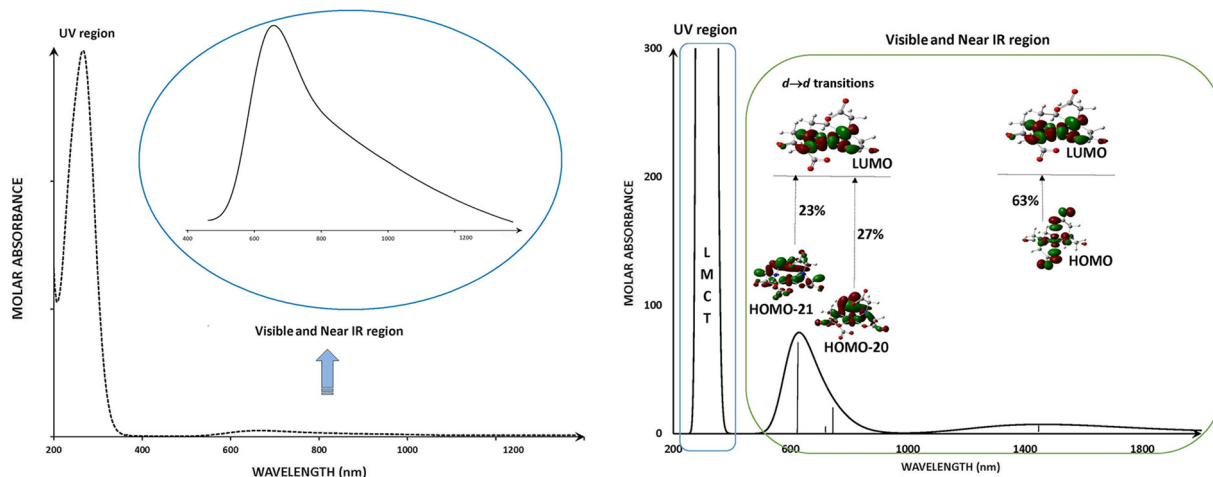 UV region
MOLAR ABSORBANCE
400
600
800
1000
1200
Visible and Near IR region
200
400
600
800
1000
1200
WAVELENGTH (nm)
UV region
Visible and Near IR region
MOLAR ABSORBANCE
300
200
100
0
L
M
C
T
d→d transitions
LUMO
LUMO
23%
27%
63%
HOMO-21
HOMO-20
HOMO
200
600
1000
1400
1800
WAVELENGTH (nm)